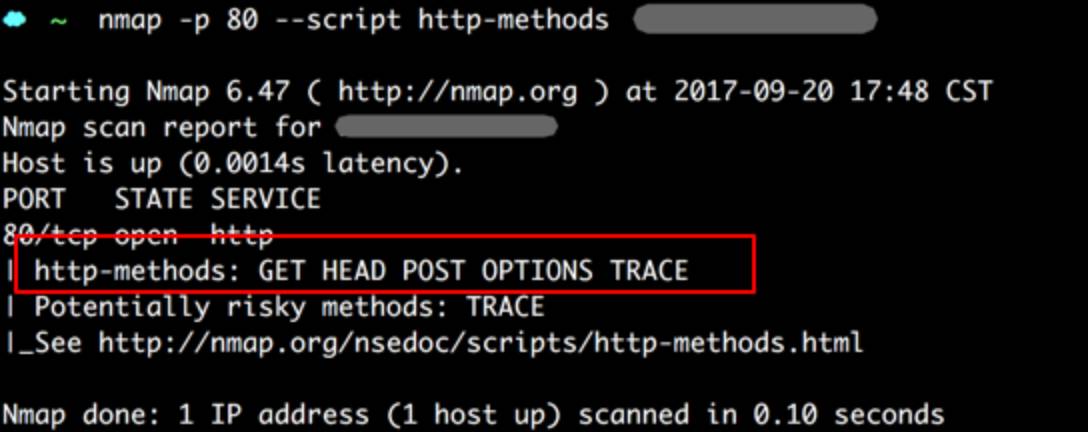 ~ nmap -p 80 --script http-methods
Starting Nmap 6.47 ( http://nmap.org ) at 2017-09-20 17:48 CST
Nmap scan report for
Host is up (0.0014s latency).
PORT   STATE SERVICE
80/tcp open  http
| http-methods: GET HEAD POST OPTIONS TRACE
| Potentially risky methods: TRACE
|_See http://nmap.org/nsedoc/scripts/http-methods.html
Nmap done: 1 IP address (1 host up) scanned in 0.10 seconds